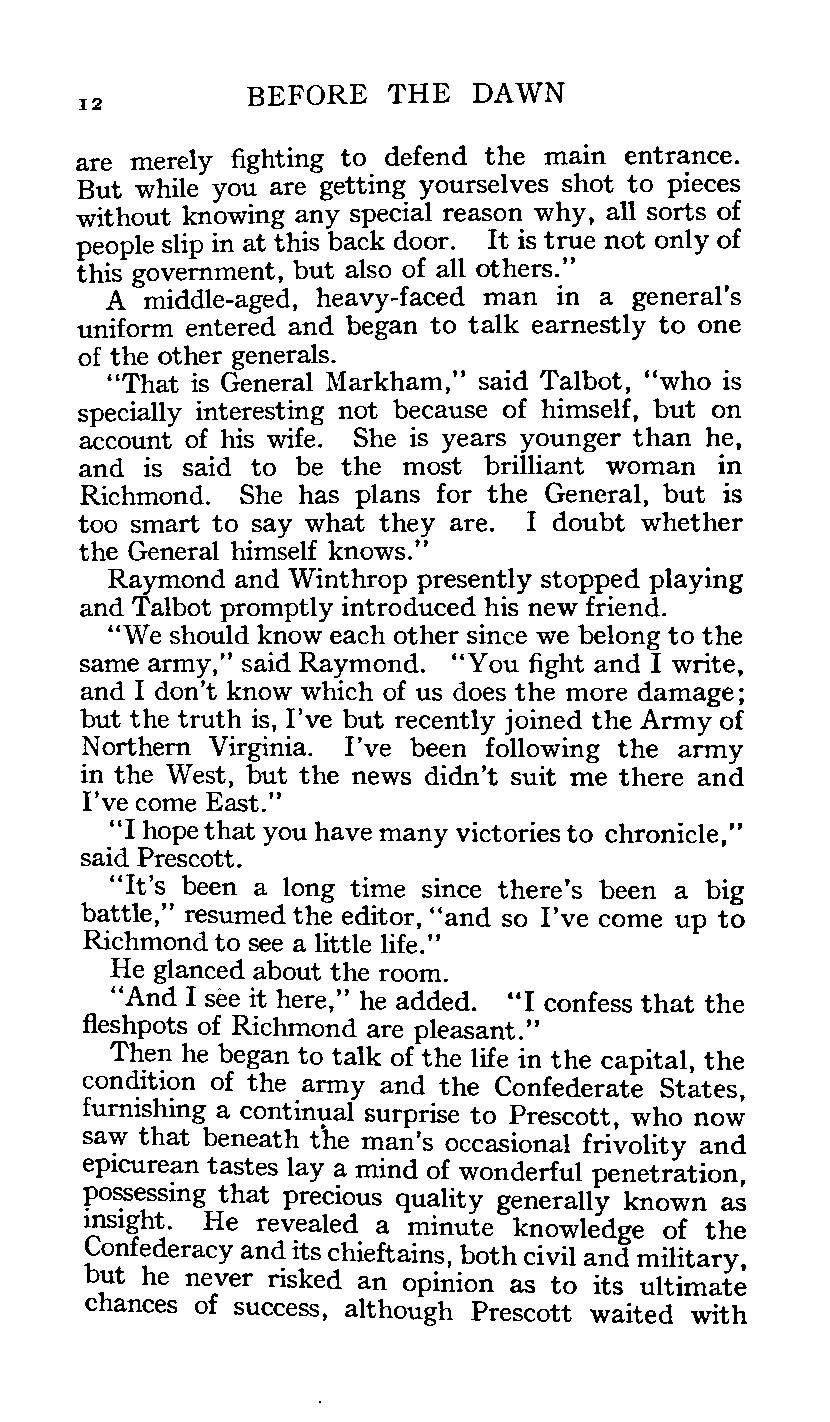 12 BEFORE THE DAWN
are merely fighting to defend the main entrance.
But while you are getting yourselves shot to pieces
without knowing any special reason why, all sorts of
people slip in at this back door. It is true not only of
this government, but also of all others."
A middle-aged, heavy-faced man in a general's
uniform entered and began to talk earnestly to one
of the other generals.
"That is General Markham," said Talbot, "who is
specially interesting not because of himself, but on
account of his wife. She is years younger than he,
and is said to be the most brilliant woman in
Richmond. She has plans for the General, but is
too smart to say what they are. I doubt whether
the General himself knows."
Raymond and Winthrop presently stopped playing
and Talbot promptly introduced his new friend.
"We should know each other since we belong to the
same army," said Raymond. "You fight and I write,
and I don't know which of us does the more damage;
but the truth is, I've but recently joined the Army of
Northern Virginia. I've been following the army
in the West, but the news didn't suit me there and
I've come East."
"I hope that you have many victories to chronicle,"
said Prescott.
"It's been a long time since there's been a big
battle," resumed the editor, "and so I've come up to
Richmond to see a little life."
He glanced about the room.
"And I see it here," he added. "I confess that the
fleshpots of Richmond are pleasant."
Then he began to talk of the life in the capital, the
condition of the army and the Confederate States,
furnishing a continual surprise to Prescott, who now
saw that beneath the man's occasional frivolity and
epicurean tastes lay a mind of wonderful penetration,
possessing that precious quality generally known as
insight. He revealed a minute knowledge of the
Confederacy and its chieftains, both civil and military,
but he never risked an opinion as to its ultimate
chances of success, although Prescott waited with